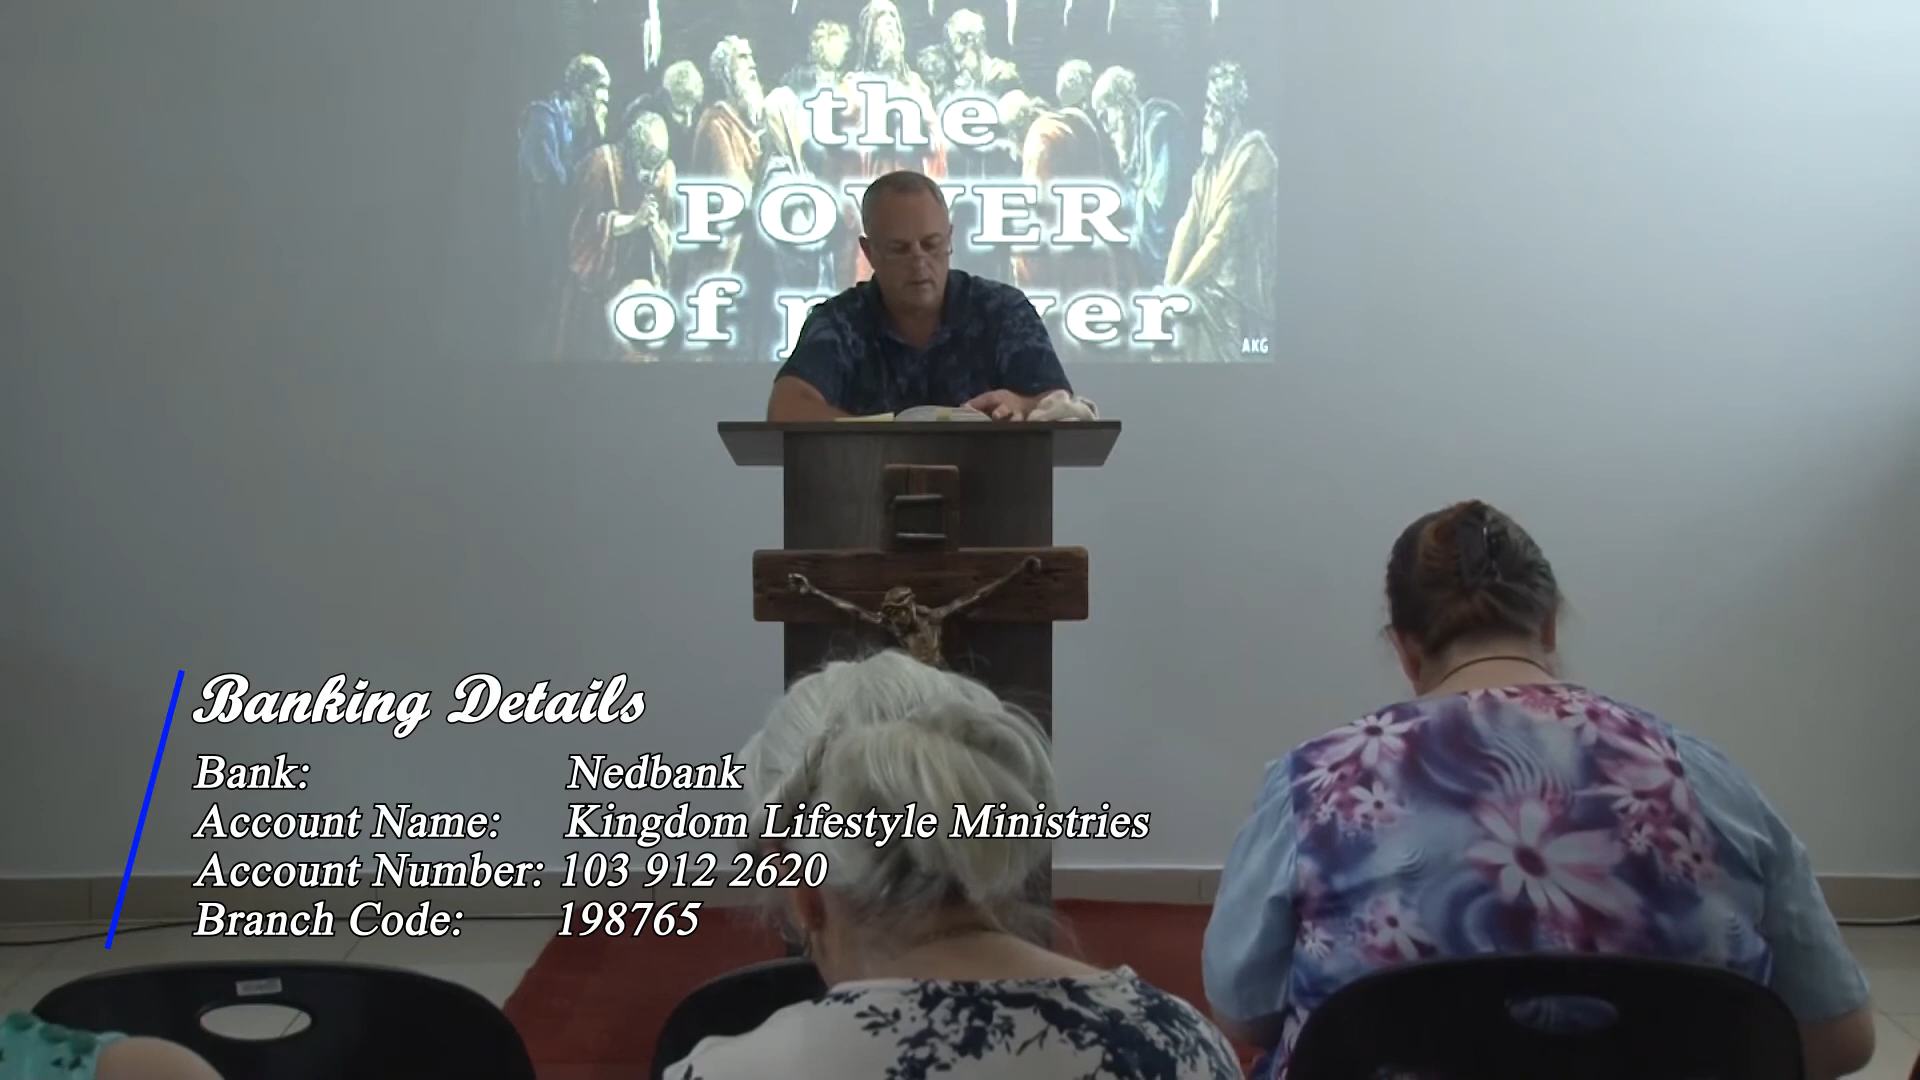 the
POWER
of p wer
AKG
Banking Details
Bank: Nedbank
Account Name: Kingdom Lifestyle Ministries
Account Number: 103 912 2620
Branch Code: 198765